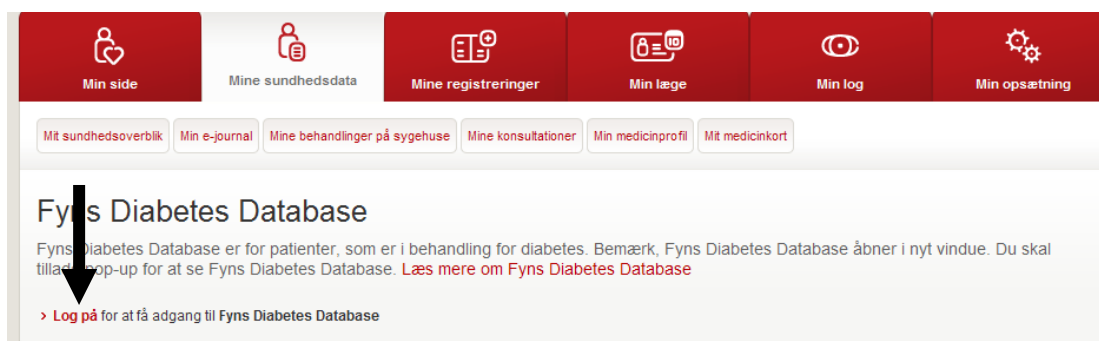 Min side
Mine sundhedsdata
Mine registreringer
Min læge
Min log
Min opsætning
Mit sundhedsoverblik Min e-journal Mine behandlinger på sygehuse Mine konsultationer Min medicinprofil Mit medicinkort
Fyns Diabetes Database
Fyns Diabetes Database er for patienter, som er i behandling for diabetes. Bemærk, Fyns Diabetes Database åbner i nyt vindue. Du skal
pop-up for at se Fyns Diabetes Database. Læs mere om Fyns Diabetes Database
> Log på for at få adgang til Fyns Diabetes Database